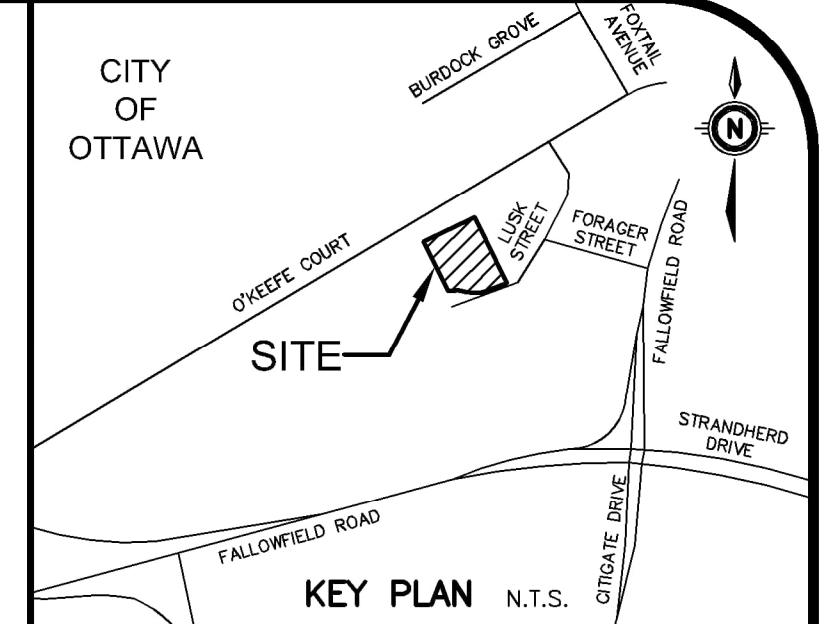 CITY
OF
OTTAWA
BURDOCK GROVE
FOXTAIL
AVENUE
N
LUSK
STREET
FORAGER
STREET
FALLOWFIELD ROAD
O'KEEFE COURT
SITE
STRANDHERD
DRIVE
CITIGATE DRIVE
FALLOWFIELD ROAD
KEY PLAN N.T.S.